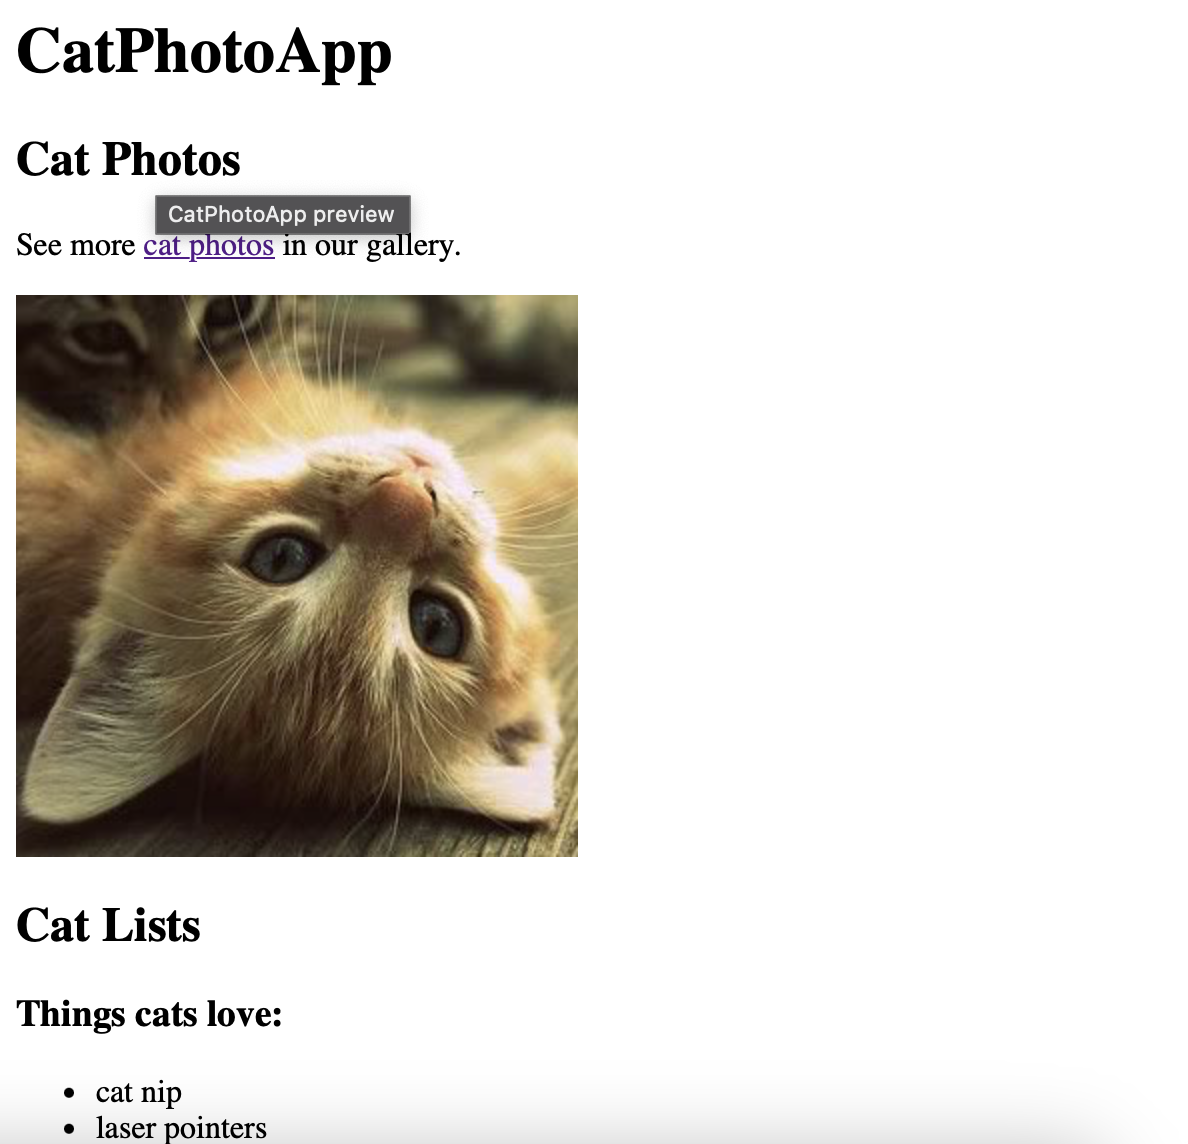 CatPhotoApp
Cat Photos
CatPhotoApp preview
See more cat photos in our gallery.
Cat Lists
Things cats love:
cat nip
laser pointers